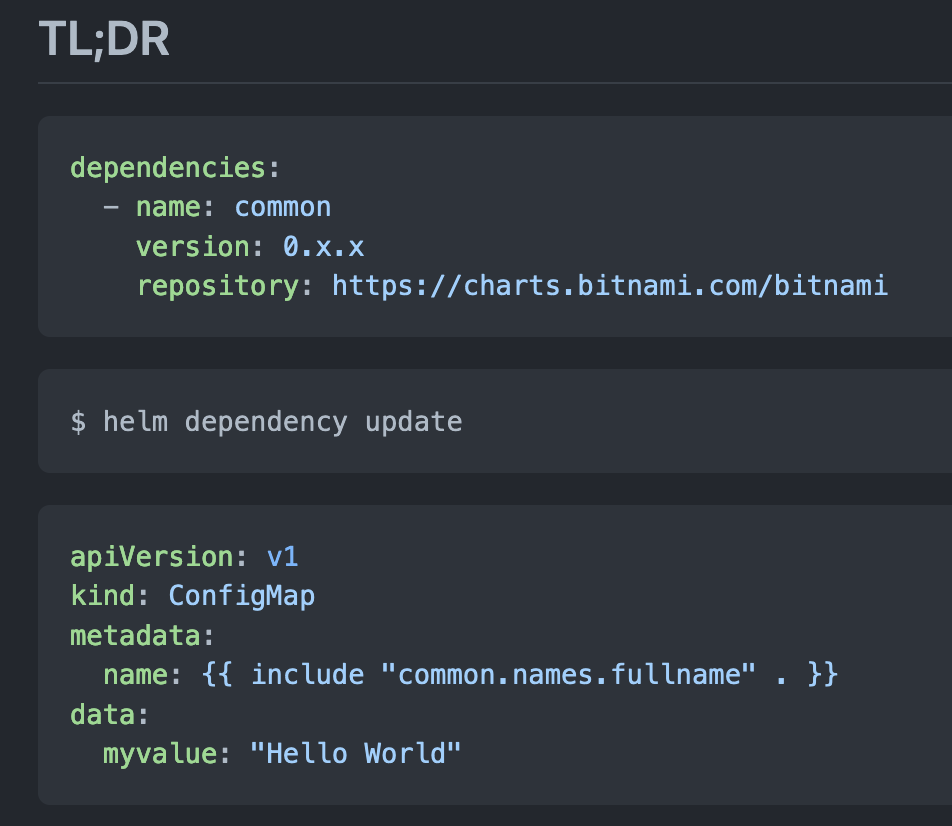 TL;DR
dependencies:
  - name: common
    version: 0.x.x
    repository: https://charts.bitnami.com/bitnami
$ helm dependency update
apiVersion: v1
kind: ConfigMap
metadata:
  name: {{ include "common.names.fullname" . }}
data:
  myvalue: "Hello World"